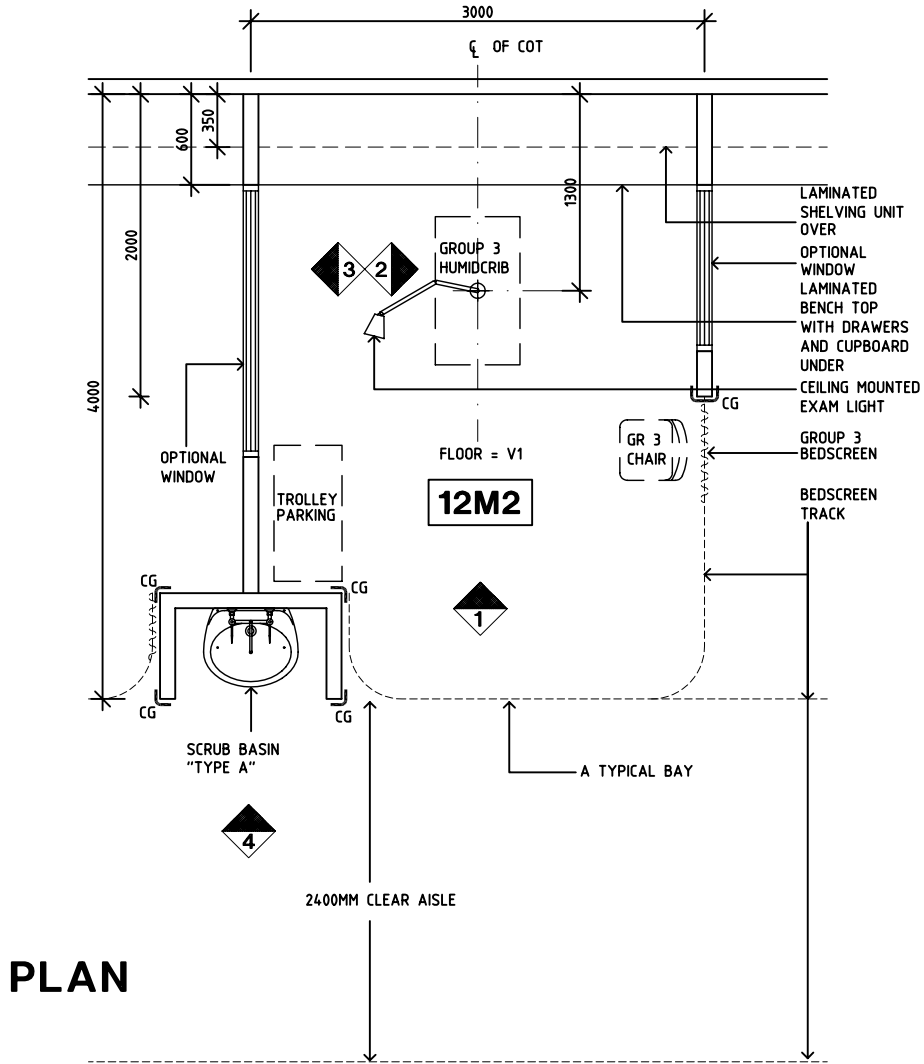 3000
℄ OF COT
350
600
1300
2000
4000
LAMINATED
SHELVING UNIT
OVER
OPTIONAL
WINDOW
LAMINATED
BENCH TOP
WITH DRAWERS
AND CUPBOARD
UNDER
CEILING MOUNTED
EXAM LIGHT
GROUP 3
BEDSCREEN
BEDSCREEN
TRACK
GROUP 3
HUMIDCRIB
3
2
CG
GR 3
CHAIR
OPTIONAL
WINDOW
FLOOR = V1
12M2
TROLLEY
PARKING
CG
CG
1
CG
CG
SCRUB BASIN
"TYPE A"
A TYPICAL BAY
4
2400MM CLEAR AISLE
PLAN